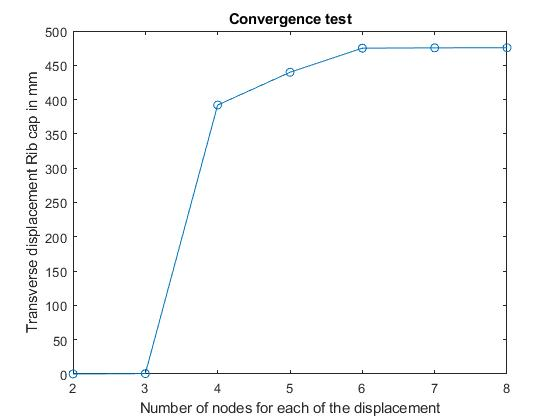 Convergence test
500
450
400
350
300
250
200
150
100
50
0
Transverse displacement Rib cap in mm
2 3 4 5 6 7 8
Number of nodes for each of the displacement